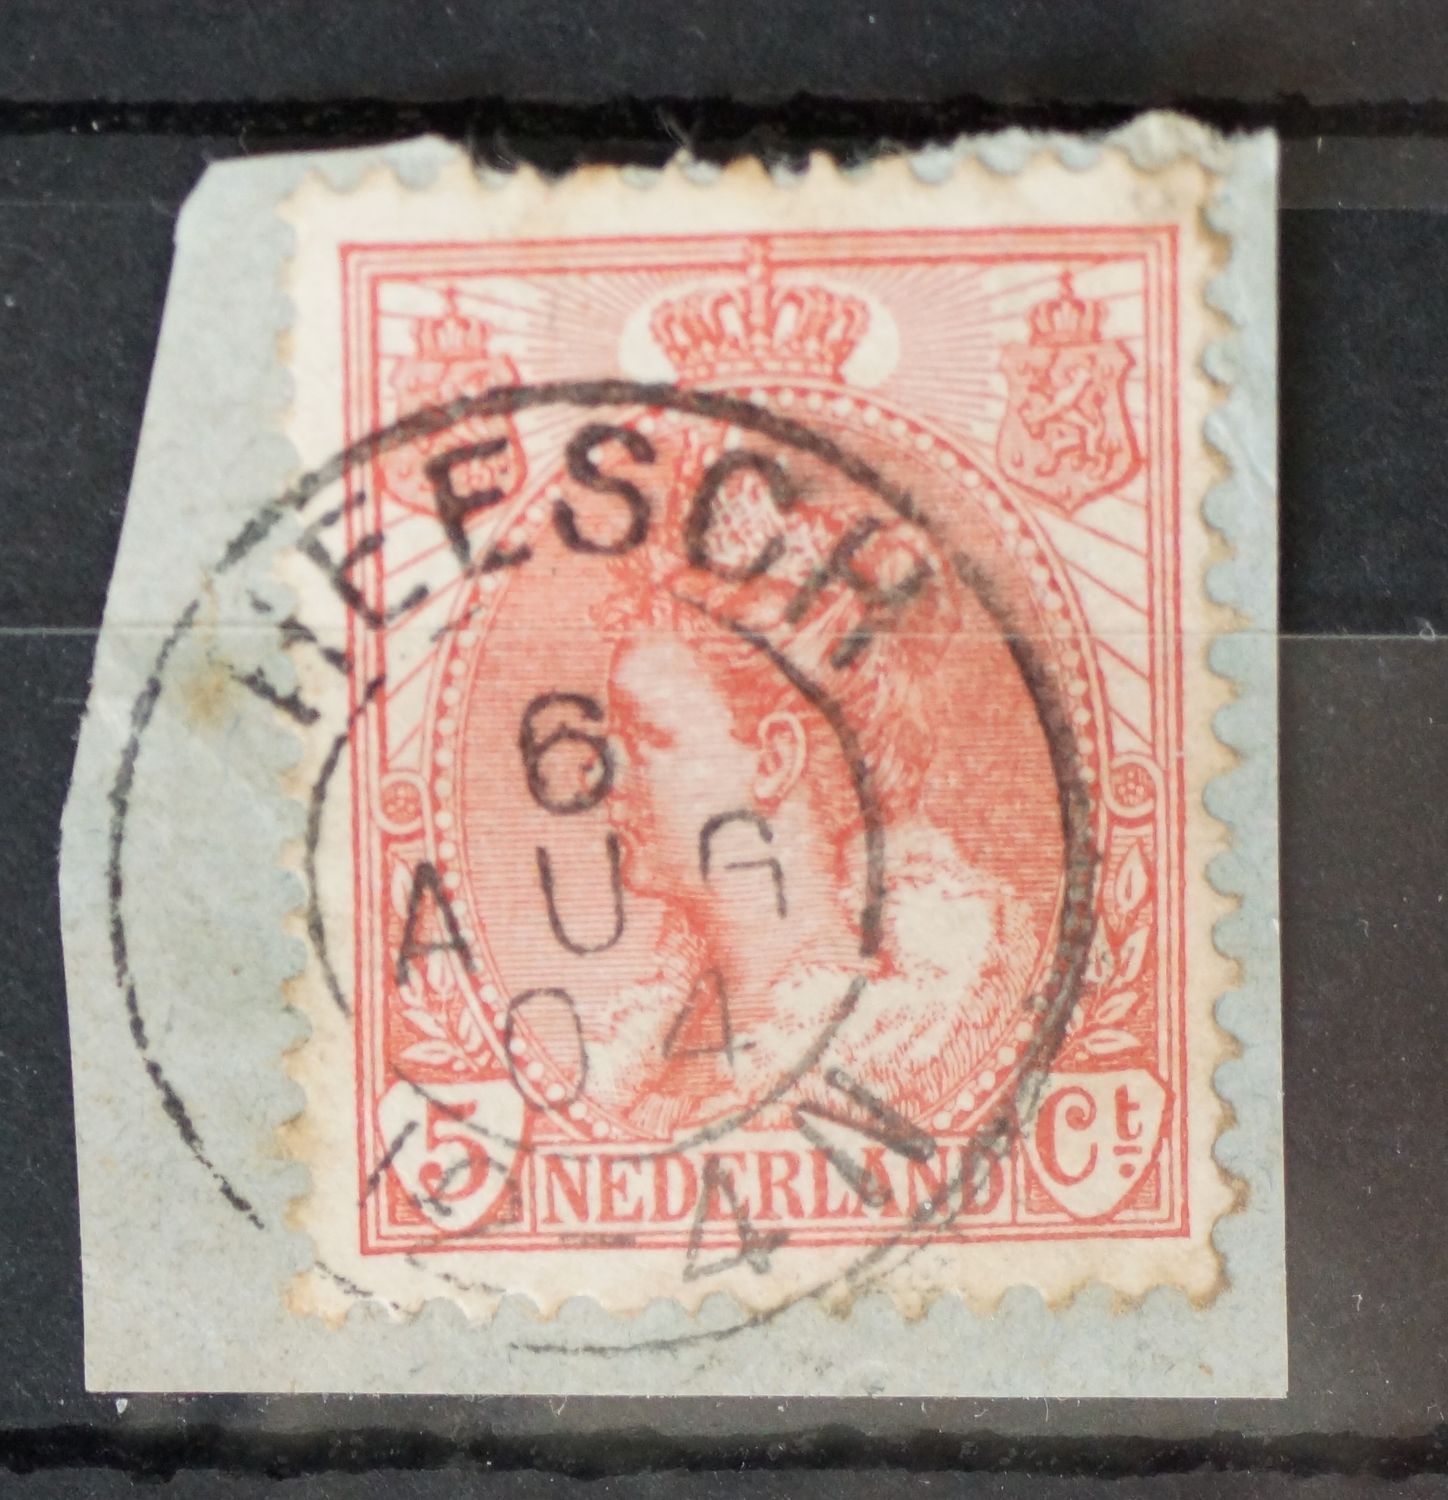 HEESCH
6
AUG
A
04
4 N
5 NEDERLAND Ct.